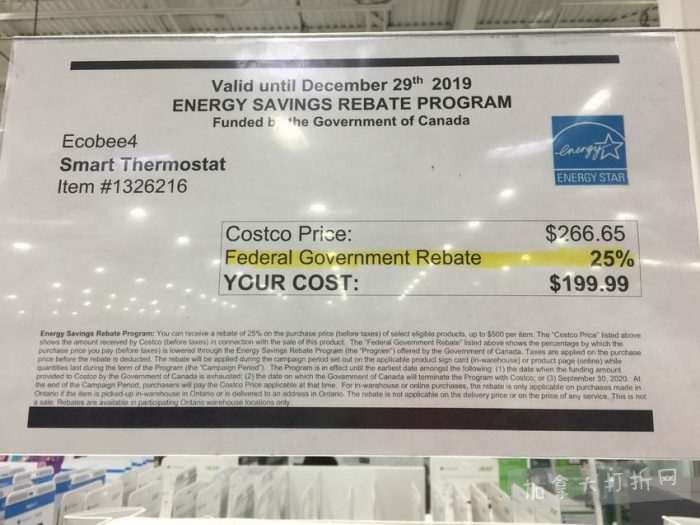 Valid until December 29th 2019
ENERGY SAVINGS REBATE PROGRAM
Funded the Government of Canada
Ecobee4
Smart Thermostat
Item #1326216
energy
ENERGY STAR
Costco Price: $266.65
Federal Government Rebate 25%
YOUR COST: $199.99
Energy Savings Rebate Program: You can receive a rebate of 25% on the purchase price (before taxes) of select eligible products, up to $500 per item. The "Costco Price" listed above
shows the amount received by Costco (before taxes) in connection with the sale of this product. The "Federal Government Rebate" listed above shows the percentage by which the
purchase price you pay (before taxes) is lowered through the Energy Savings Rebate Program (the "Program") offered by the Government of Canada. Taxes are applied on the purchase
price before the rebate is deducted. The rebate will be applied during the campaign period set out on the applicable product sign card (in-warehouse) or product page (online) while
quantities last during the term of the Program (the "Campaign Period"). The Program is in effect until the earliest date amongst the following: (1) the date when the funding amount
provided to Costco by the Government of Canada is exhausted; (2) the date on which the Government of Canada will terminate the Program with Costco; or (3) September 30, 2020. At
the end of the Campaign Period, purchasers will pay the Costco Price applicable at that time. For in-warehouse or online purchases, the rebate is only applicable on purchases made in
Ontario if the item is picked-up in-warehouse in Ontario or is delivered to an address in Ontario. The rebate is not applicable on the delivery price or on the price of any service. This is not
a sale. Rebates are available in participating Ontario warehouse locations only.
拿大打折网